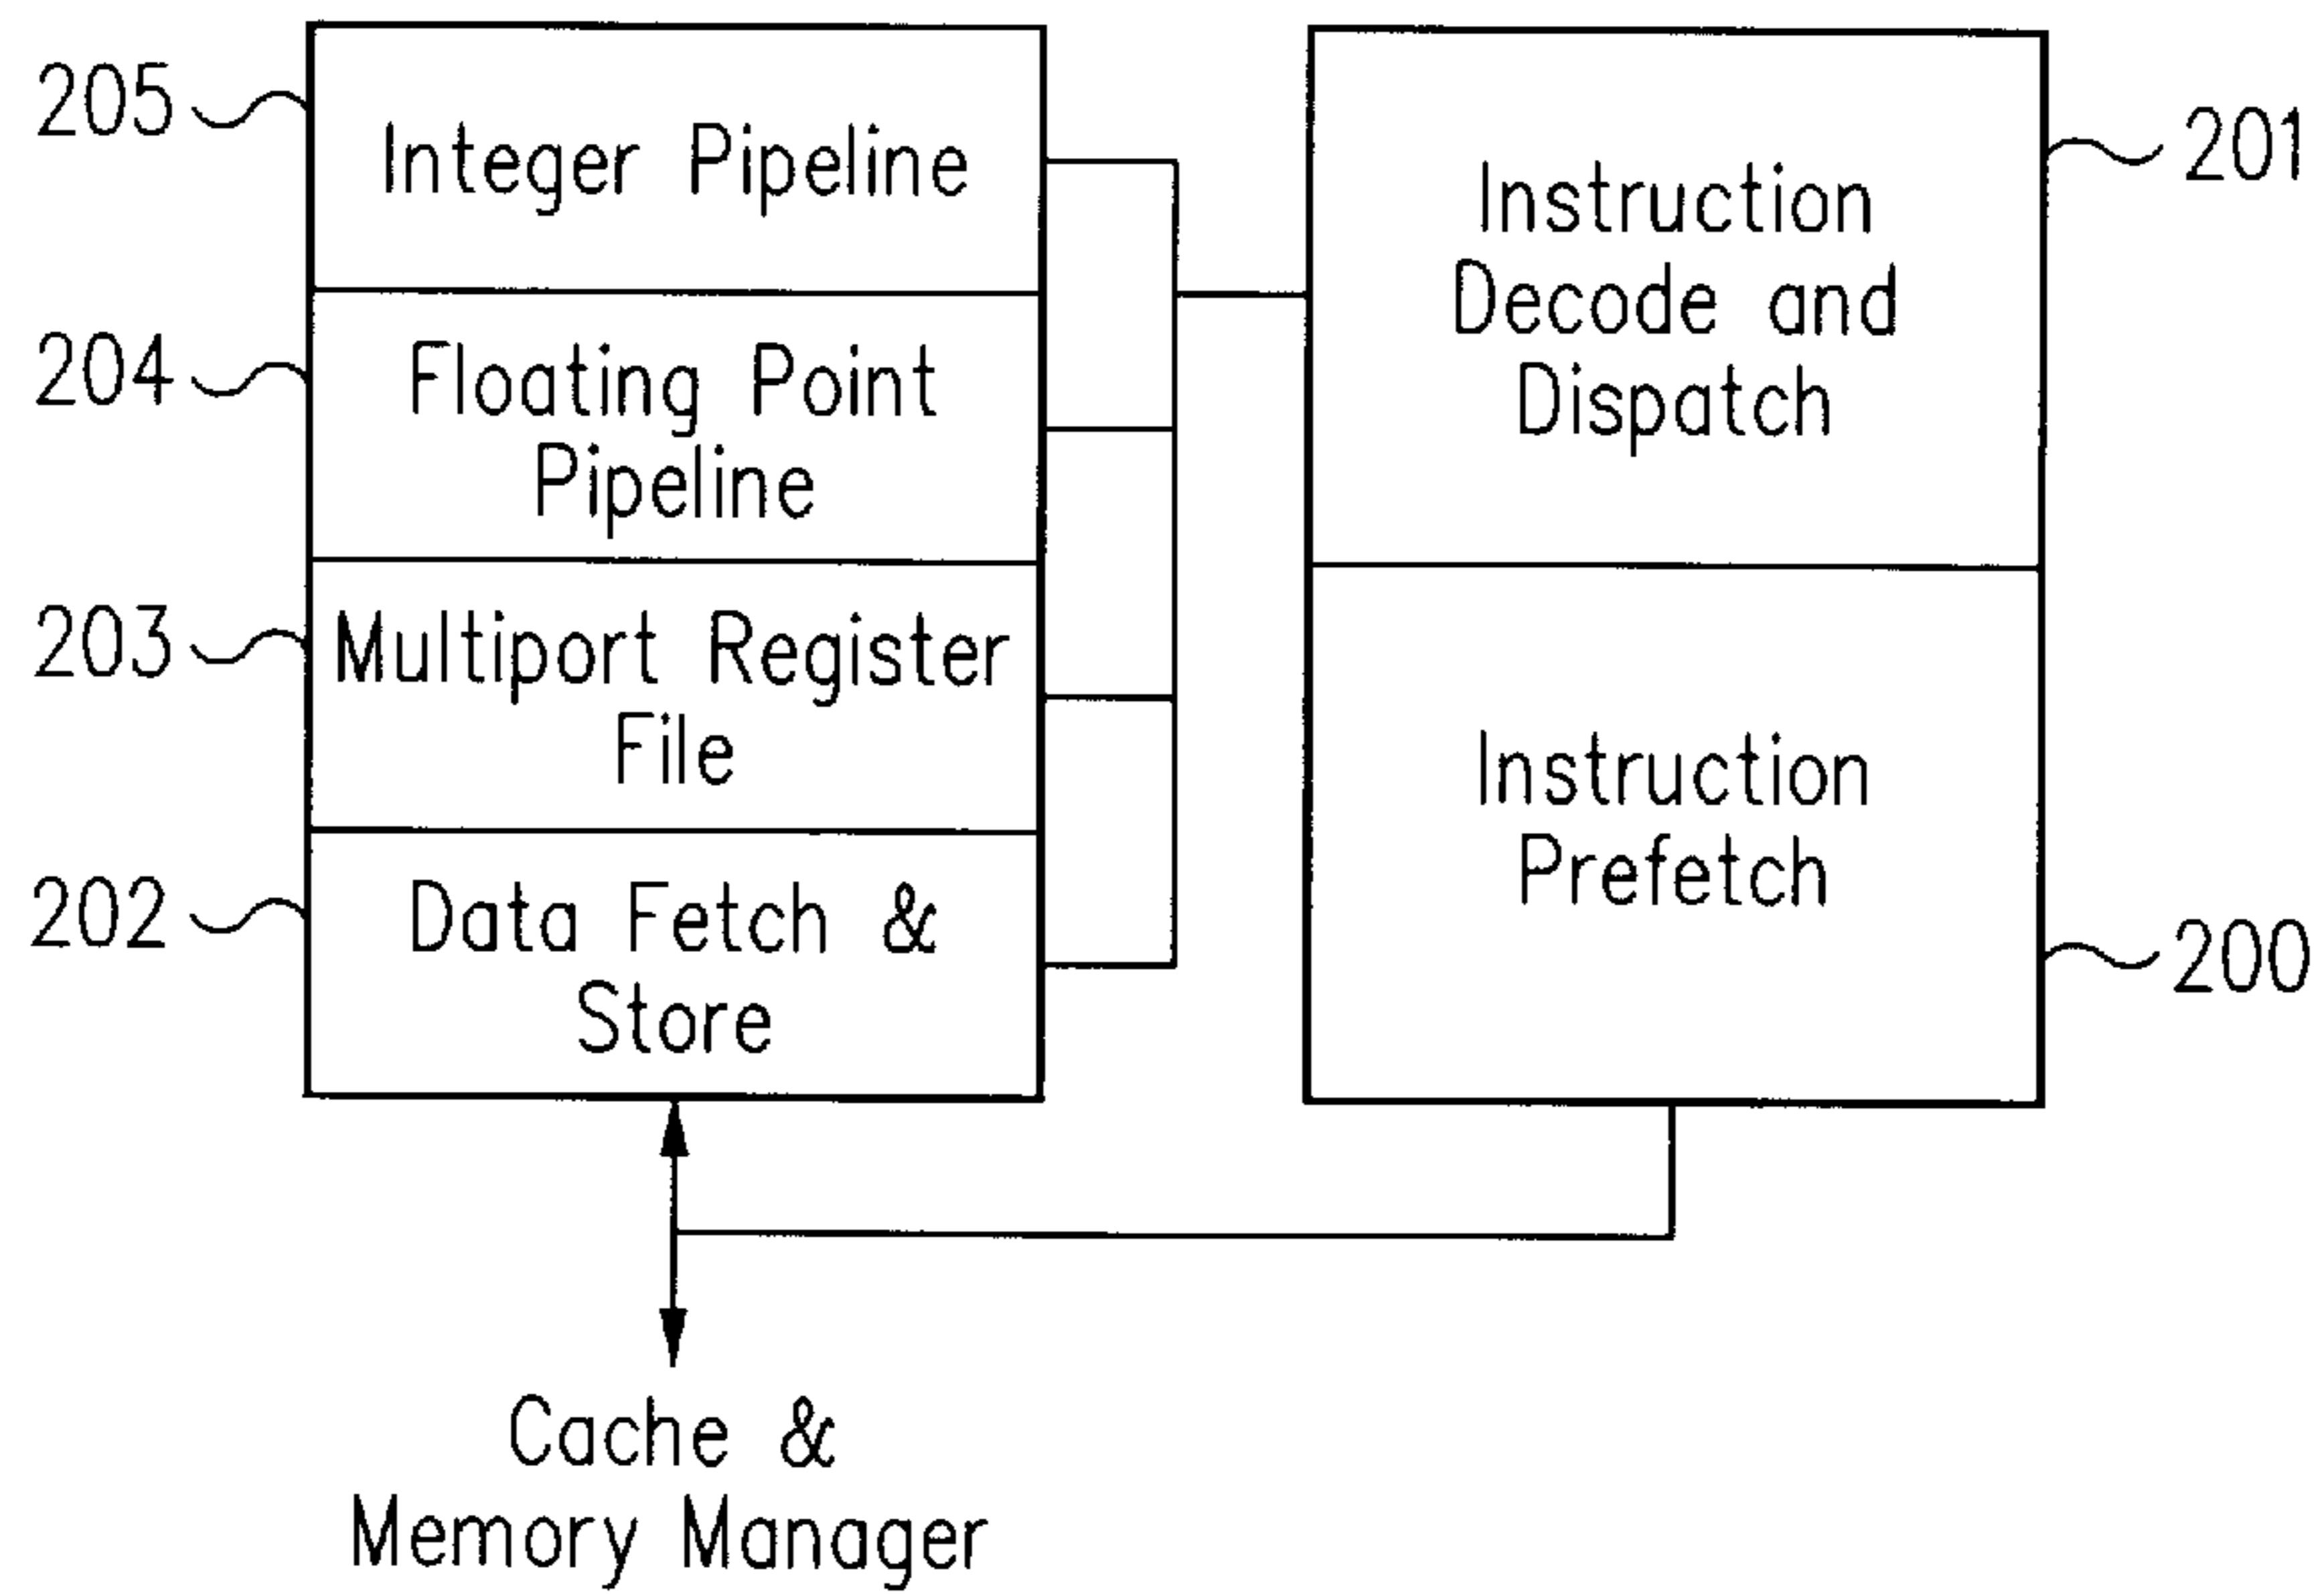 205
Integer Pipeline
204
Floating Point
Pipeline
203
Multiport Register
File
202
Data Fetch &
Store
Instruction
Decode and
Dispatch
201
Instruction
Prefetch
200
Cache &
Memory Manager